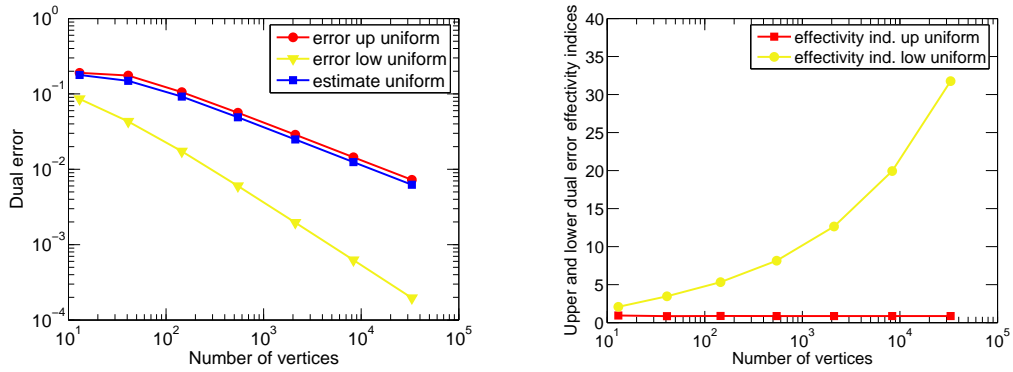 10^0
10^−1
10^−2
10^−3
10^−4
10^1
10^2
10^3
10^4
10^5
Number of vertices
Dual error
error up uniform
error low uniform
estimate uniform
40
35
30
25
20
15
10
5
0
10^1
10^2
10^3
10^4
10^5
Number of vertices
Upper and lower dual error effectivity indices
effectivity ind. up uniform
effectivity ind. low uniform